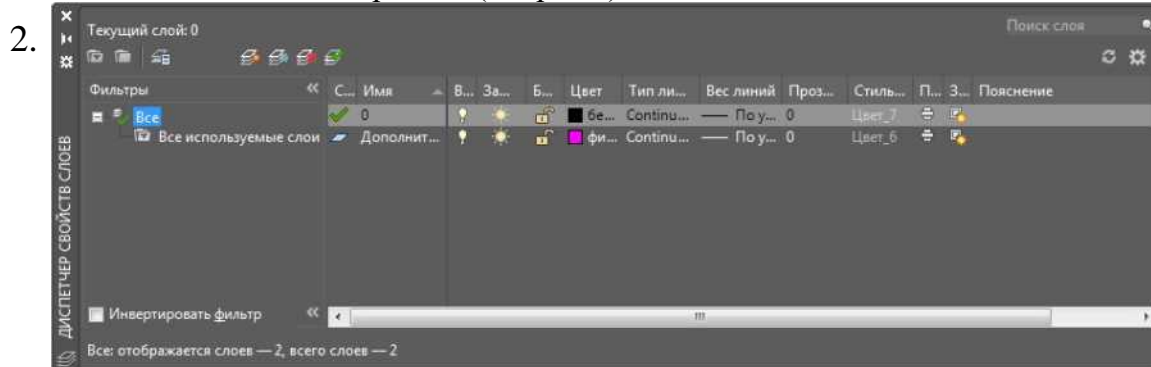 2.
Текущий слой: 0
Поиск слоя
Фильтры
С... Имя В... За... Б... Цвет Тип ли... Вес линий Проз... Стиль... П... З... Пояснение
Все
0 бе... Continu... По у... 0 Цвет_7
Все используемые слои
Дополнит... фи... Continu... По у... 0 Цвет_6
Инвертировать фильтр
Все: отображается слоев — 2, всего слоев — 2
ДИСПЕТЧЕР СВОЙСТВ СЛОЕВ